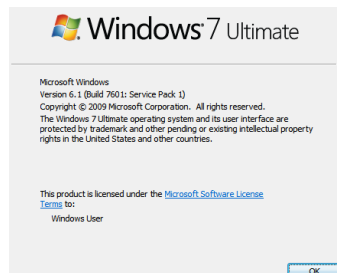 Windows 7 Ultimate
Microsoft Windows
Version 6.1 (Build 7601: Service Pack 1)
Copyright © 2009 Microsoft Corporation. All rights reserved.
The Windows 7 Ultimate operating system and its user interface are
protected by trademark and other pending or existing intellectual property
rights in the United States and other countries.
This product is licensed under the Microsoft Software License
Terms to:
Windows User
OK